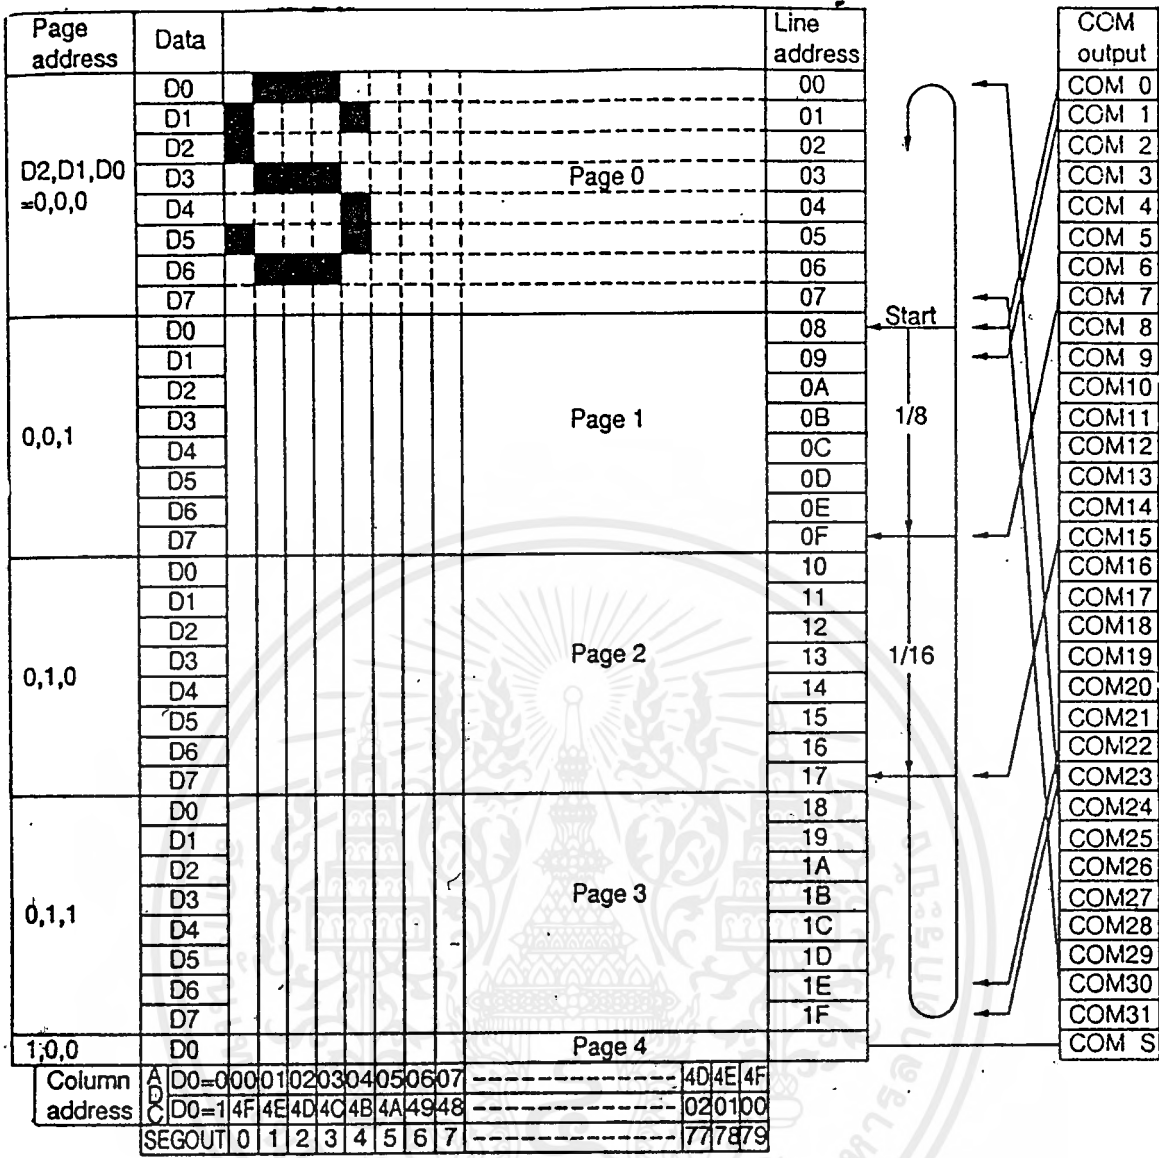 Page address Data Line address COM output
D2,D1,D0 =0,0,0
D0 00 COM 0
D1 01 COM 1
D2 02 COM 2
D3 Page 0 03 COM 3
D4 04 COM 4
D5 05 COM 5
D6 06 COM 6
D7 07 COM 7
Start
0,0,1
D0 08 COM 8
D1 09 COM 9
D2 0A COM10
D3 Page 1 0B 1/8 COM11
D4 0C COM12
D5 0D COM13
D6 0E COM14
D7 0F COM15
0,1,0
D0 10 COM16
D1 11 COM17
D2 12 COM18
D3 Page 2 13 1/16 COM19
D4 14 COM20
D5 15 COM21
D6 16 COM22
D7 17 COM23
0,1,1
D0 18 COM24
D1 19 COM25
D2 1A COM26
D3 Page 3 1B COM27
D4 1C COM28
D5 1D COM29
D6 1E COM30
D7 1F COM31
1,0,0 D0 Page 4 COM S
Column address ADC
D0=0 00 01 02 03 04 05 06 07 4D 4E 4F
D0=1 4F 4E 4D 4C 4B 4A 49 48 02 01 00
SEGOUT 0 1 2 3 4 5 6 7 77 78 79